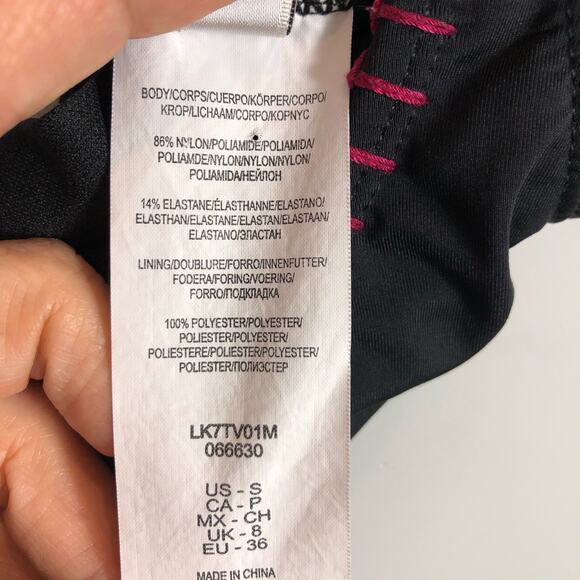 BODY/CORPS/CUERPO/KÖRPER/CORPO/
KROP/LICHAAM/CORPO/КОРПУС
86% NYLON/POLIAMIDE/POLIAMIDA/
POLIAMDE/NYLON/NYLON/NYLON/
POLIAMIDA/НЕЙЛОН
14% ELASTANE/ÉLASTHANNE/ELASTANO/
ELASTHAN/ELASTANE/ELASTAN/ELASTAAN/
ELASTANO/ЭЛАСТАН
LINING/DOUBLURE/FORRO/INNENFUTTER/
FODERA/FORING/VOERING/
FORRO/ПОДКЛАДКА
100% POLYESTER/POLYESTER/
POLIESTER/POLYESTER/
POLIESTERE/POLIESTER/POLYESTER/
POLIESTER/ПОЛИЭСТЕР
LK7TV01M
066630
US - S
CA - P
MX - CH
UK - 8
EU - 36
MADE IN CHINA